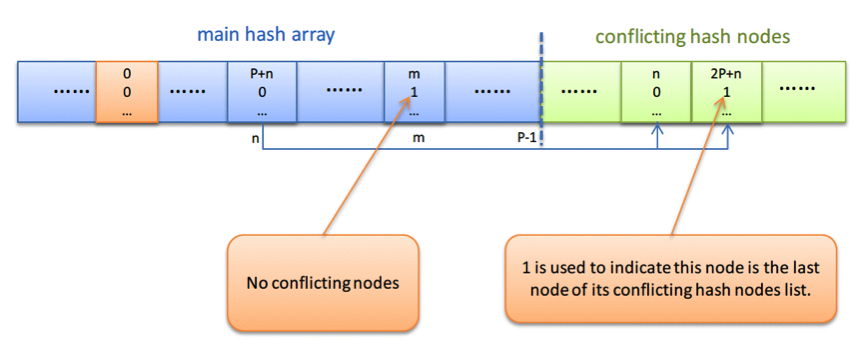 main hash array
conflicting hash nodes
...... 0 ...... P+n ...... m ...... ...... n 2P+n ......
0 0 1 0 1
... ... ... ... ...
n m P-1
No conflicting nodes
1 is used to indicate this node is the last
node of its conflicting hash nodes list.